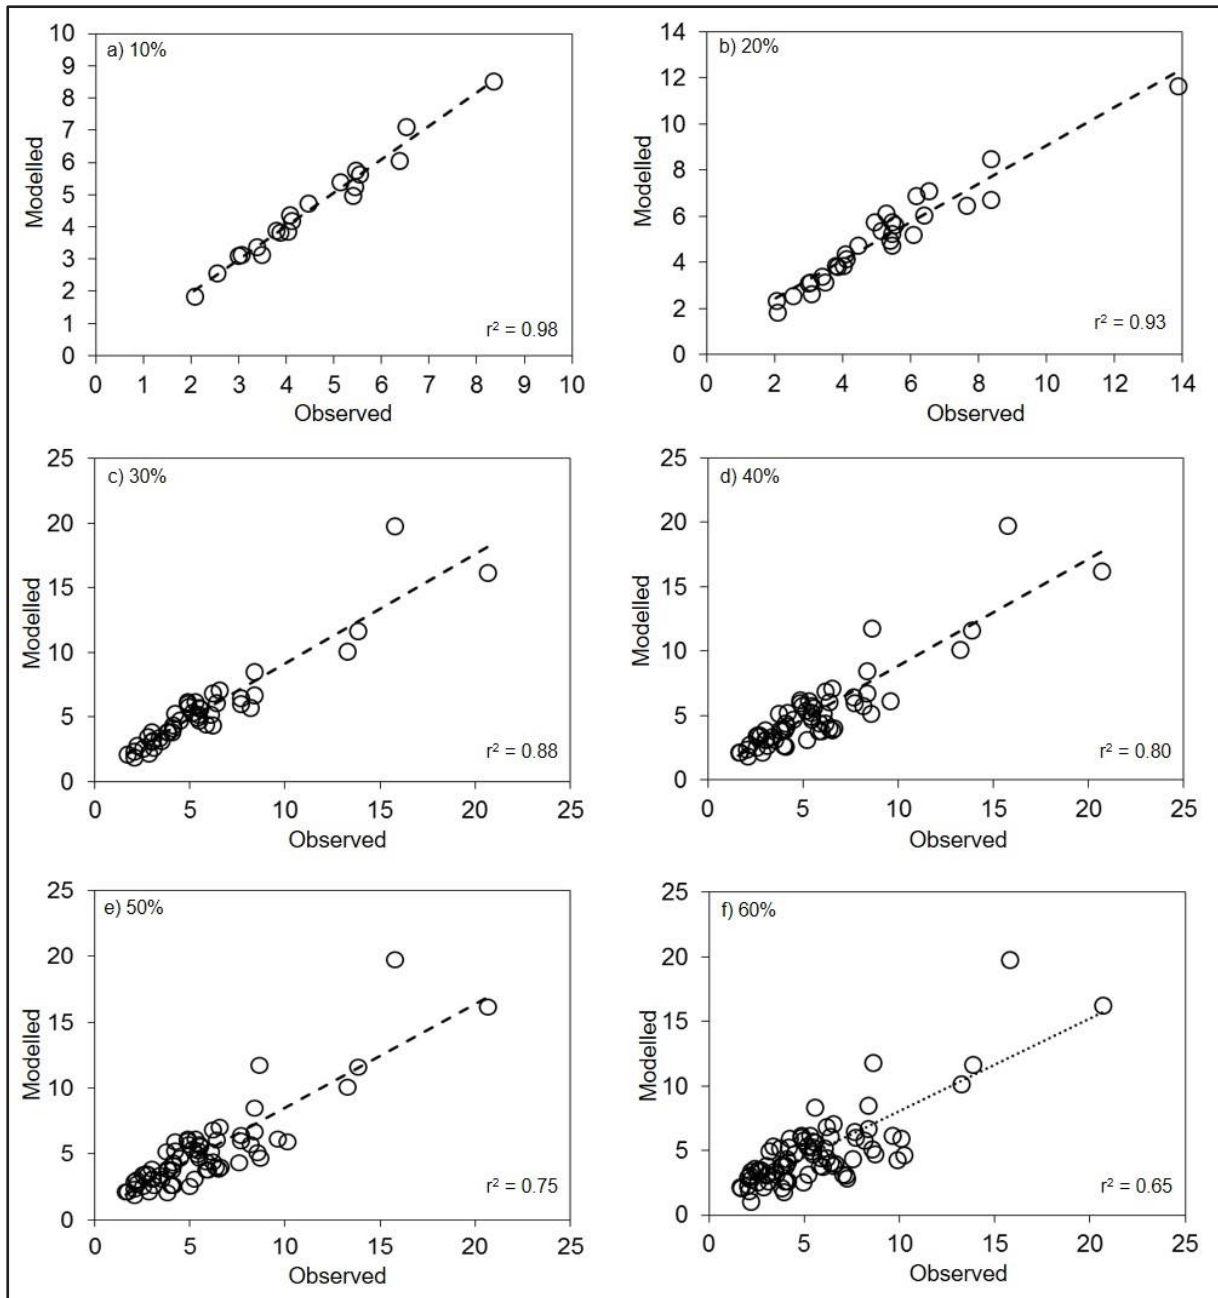 a) 10%
10
9
8
7
6
5
4
3
2
1
0
Modelled
r² = 0.98
0 1 2 3 4 5 6 7 8 9 10
Observed
b) 20%
14
12
10
8
6
4
2
0
Modelled
r² = 0.93
0 2 4 6 8 10 12 14
Observed
c) 30%
25
20
15
10
5
0
Modelled
r² = 0.88
0 5 10 15 20 25
Observed
d) 40%
25
20
15
10
5
0
Modelled
r² = 0.80
0 5 10 15 20 25
Observed
e) 50%
25
20
15
10
5
0
Modelled
r² = 0.75
0 5 10 15 20 25
Observed
f) 60%
25
20
15
10
5
0
Modelled
r² = 0.65
0 5 10 15 20 25
Observed